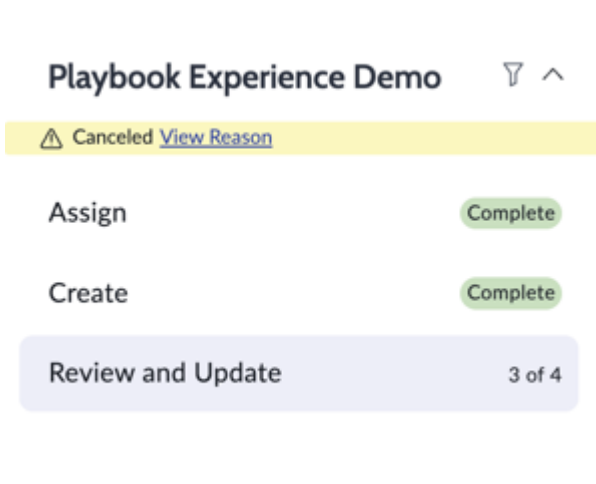 Playbook Experience Demo
Canceled View Reason
Assign Complete
Create Complete
Review and Update 3 of 4